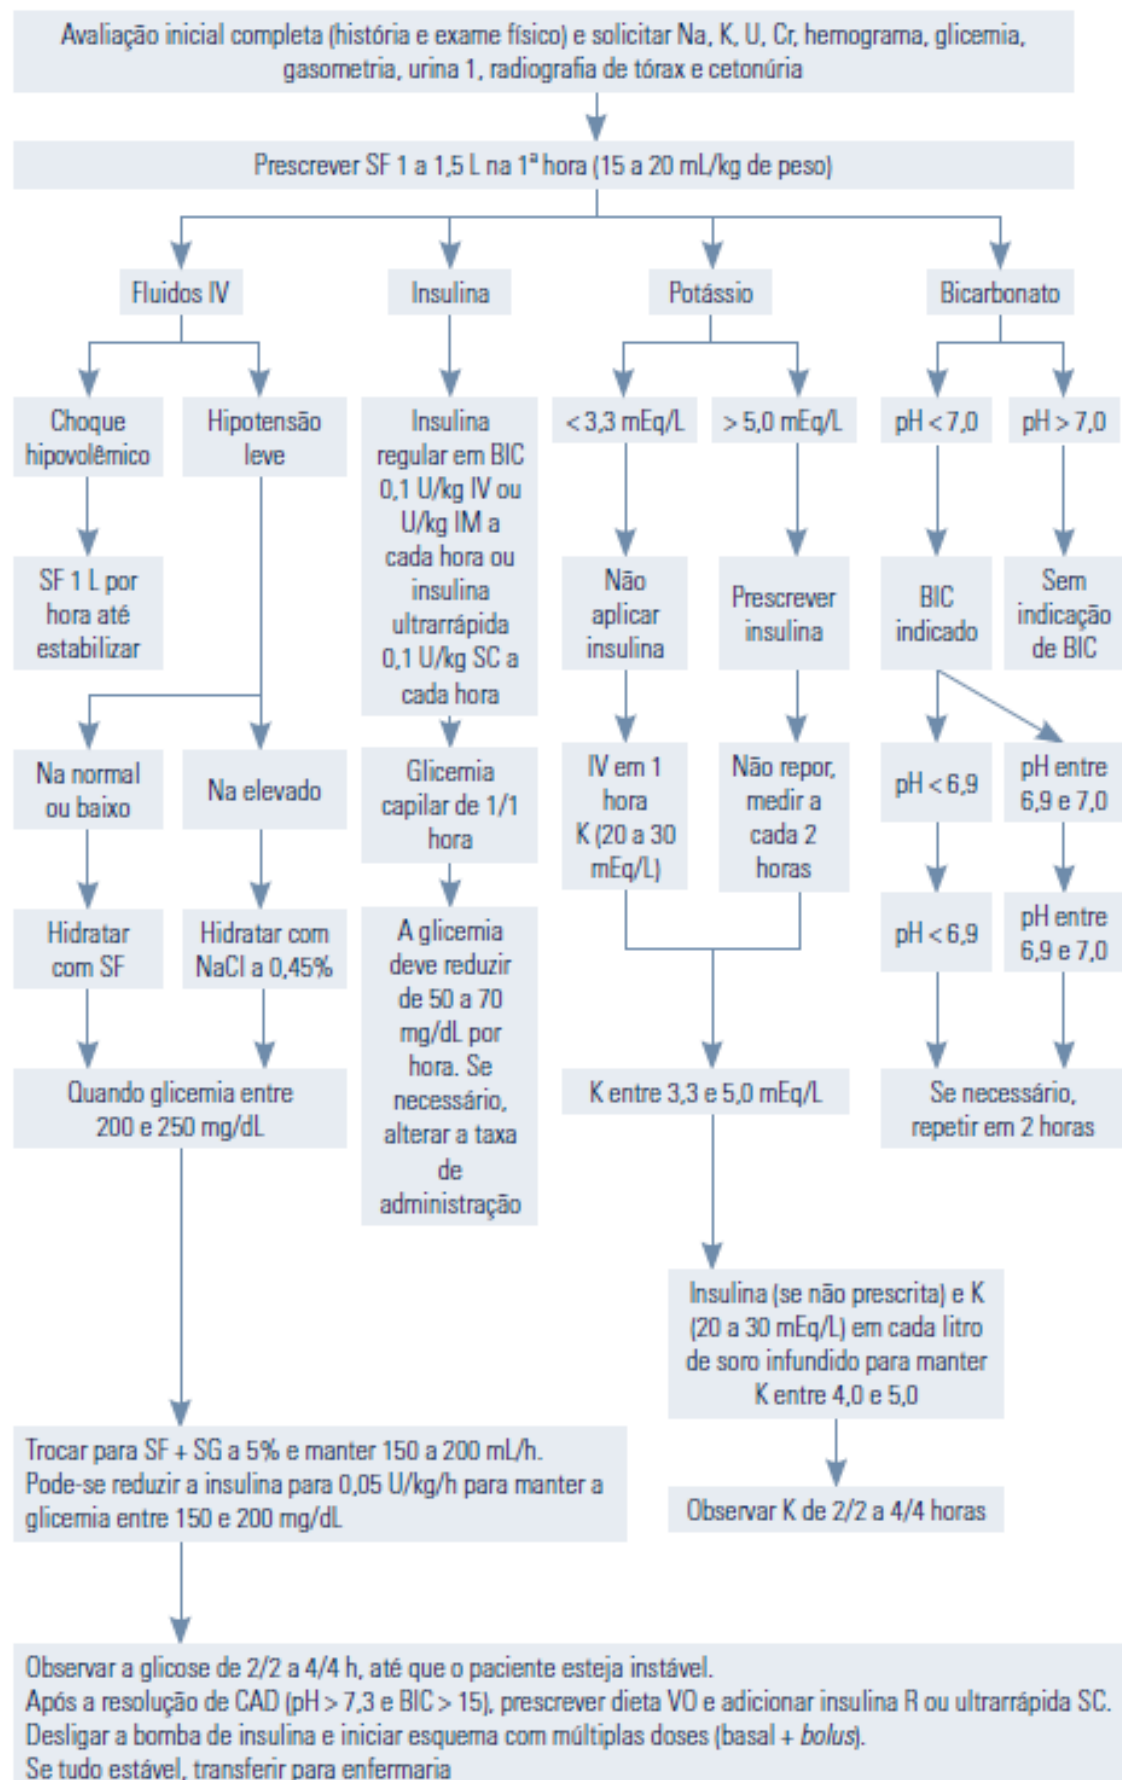 Avaliação inicial completa (história e exame físico) e solicitar Na, K, U, Cr, hemograma, glicemia,
gasometria, urina 1, radiografia de tórax e cetonúria
Prescrever SF 1 a 1,5 L na 1ª hora (15 a 20 mL/kg de peso)
Fluidos IV
Insulina
Potássio
Bicarbonato
Choque
hipovolêmico
Hipotensão
leve
Insulina
regular em BIC
0,1 U/kg IV ou
U/kg IM a
cada hora ou
insulina
ultrarrápida
0,1 U/kg SC a
cada hora
< 3,3 mEq/L
> 5,0 mEq/L
pH < 7,0
pH > 7,0
SF 1 L por
hora até
estabilizar
Não
aplicar
insulina
Prescrever
insulina
BIC
indicado
Sem
indicação
de BIC
Na normal
ou baixo
Na elevado
Glicemia
capilar de 1/1
hora
IV em 1
hora
K (20 a 30
mEq/L)
Não repor,
medir a
cada 2
horas
pH < 6,9
pH entre
6,9 e 7,0
Hidratar
com SF
Hidratar com
NaCl a 0,45%
A glicemia
deve reduzir
de 50 a 70
mg/dL por
hora. Se
necessário,
alterar a taxa
de
administração
pH < 6,9
pH entre
6,9 e 7,0
Quando glicemia entre
200 e 250 mg/dL
K entre 3,3 e 5,0 mEq/L
Se necessário,
repetir em 2 horas
Insulina (se não prescrita) e K
(20 a 30 mEq/L) em cada litro
de soro infundido para manter
K entre 4,0 e 5,0
Trocar para SF + SG a 5% e manter 150 a 200 mL/h.
Pode-se reduzir a insulina para 0,05 U/kg/h para manter a
glicemia entre 150 e 200 mg/dL
Observar K de 2/2 a 4/4 horas
Observar a glicose de 2/2 a 4/4 h, até que o paciente esteja instável.
Após a resolução de CAD (pH > 7,3 e BIC > 15), prescrever dieta VO e adicionar insulina R ou ultrarrápida SC.
Desligar a bomba de insulina e iniciar esquema com múltiplas doses (basal + bolus).
Se tudo estável, transferir para enfermaria